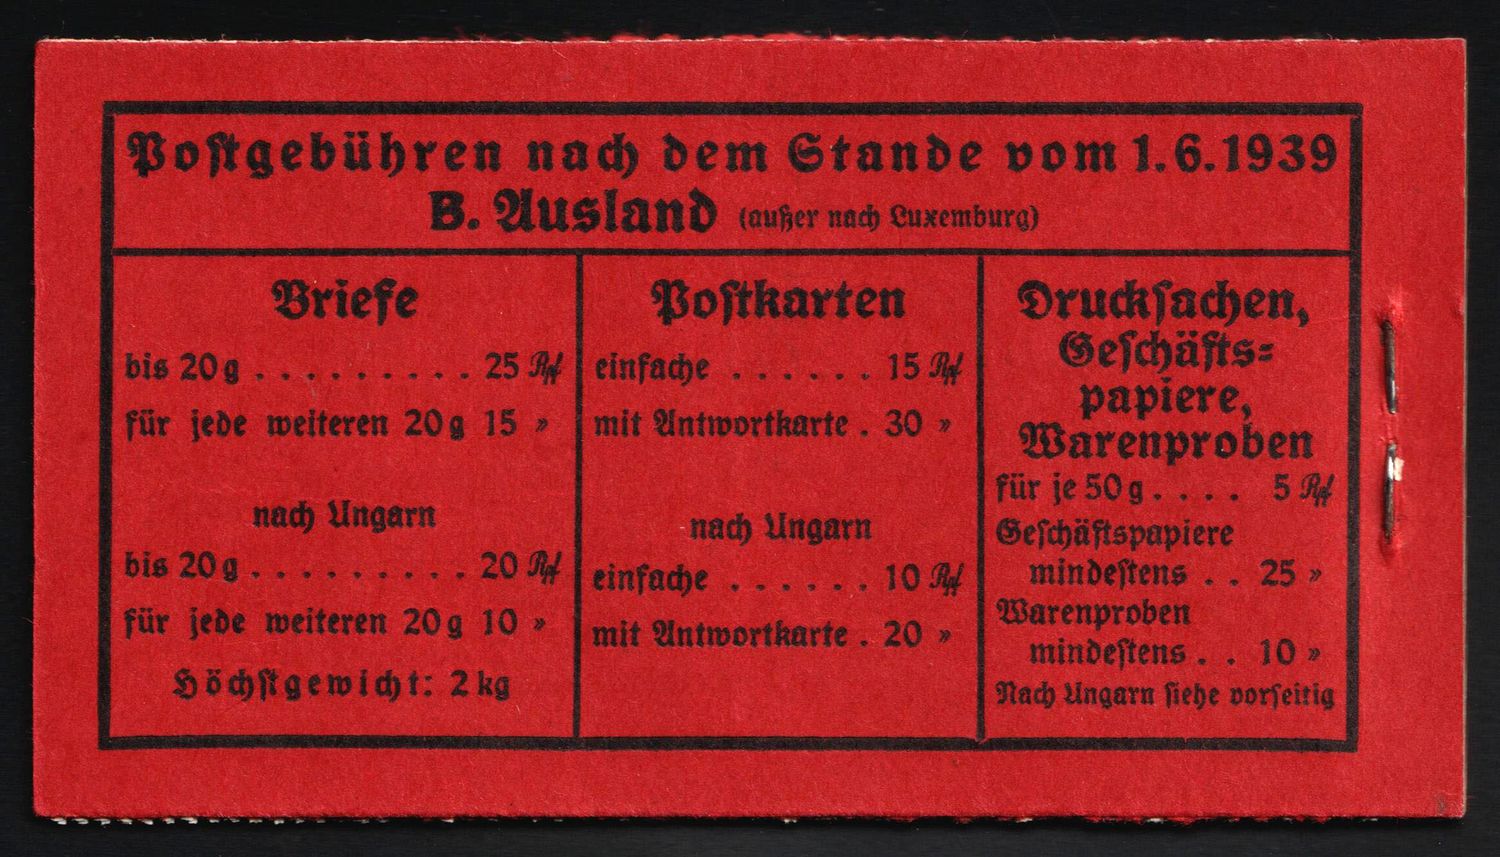 Postgebühren nach dem Stande vom 1.6.1939
B. Ausland (außer nach Luxemburg)
Briefe
bis 20 g . . . . . . . . . 25 Rpf
für jede weiteren 20 g 15 »
nach Ungarn
bis 20 g . . . . . . . . . 20 Rpf
für jede weiteren 20 g 10 »
Höchstgewicht: 2 kg
Postkarten
einfache . . . . . . 15 Rpf
mit Antwortkarte . 30 »
nach Ungarn
einfache . . . . . . 10 Rpf
mit Antwortkarte . 20 »
Drucksachen,
Geschäfts-
papiere,
Warenproben
für je 50 g . . . . 5 Rpf
Geschäftspapiere
mindestens . . 25 »
Warenproben
mindestens . . 10 »
Nach Ungarn siehe vorseitig